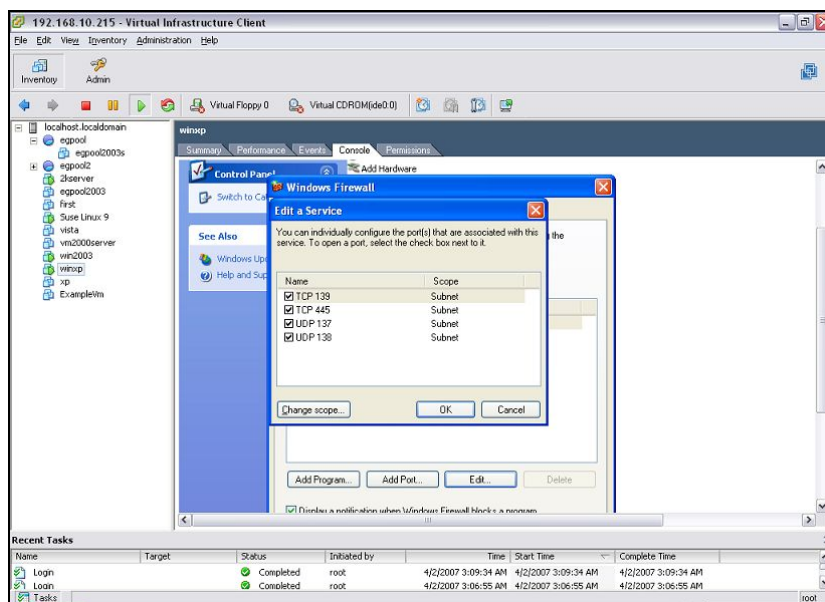 192.168.10.215 - Virtual Infrastructure Client
File Edit View Inventory Administration Help
Inventory Admin
Virtual Floppy 0 Virtual CDROM(ide0:0)
localhost.localdomain
egpool
egpool2003s
egpool2
2kserver
egpool2003
first
Suse Linux 9
vista
vm2000server
win2003
winxp
xp
ExampleVm
winxp
Summary Performance Events Console Permissions
Control Panel
Add Hardware
Switch to Ca
See Also
Windows Up
Help and Sup
Windows Firewall
the
Edit a Service
You can individually configure the port(s) that are associated with this
service. To open a port, select the check box next to it.
Name Scope
TCP 139 Subnet
TCP 445 Subnet
UDP 137 Subnet
UDP 138 Subnet
Change scope... OK Cancel
Add Program... Add Port... Edit... Delete
Display a notification when Windows Firewall blocks a program
Recent Tasks
Name Target Status Initiated by Time Start Time Complete Time
Login Completed root 4/2/2007 3:09:34 AM 4/2/2007 3:09:34 AM 4/2/2007 3:09:34 AM
Login Completed root 4/2/2007 3:06:55 AM 4/2/2007 3:06:55 AM 4/2/2007 3:06:55 AM
Tasks root